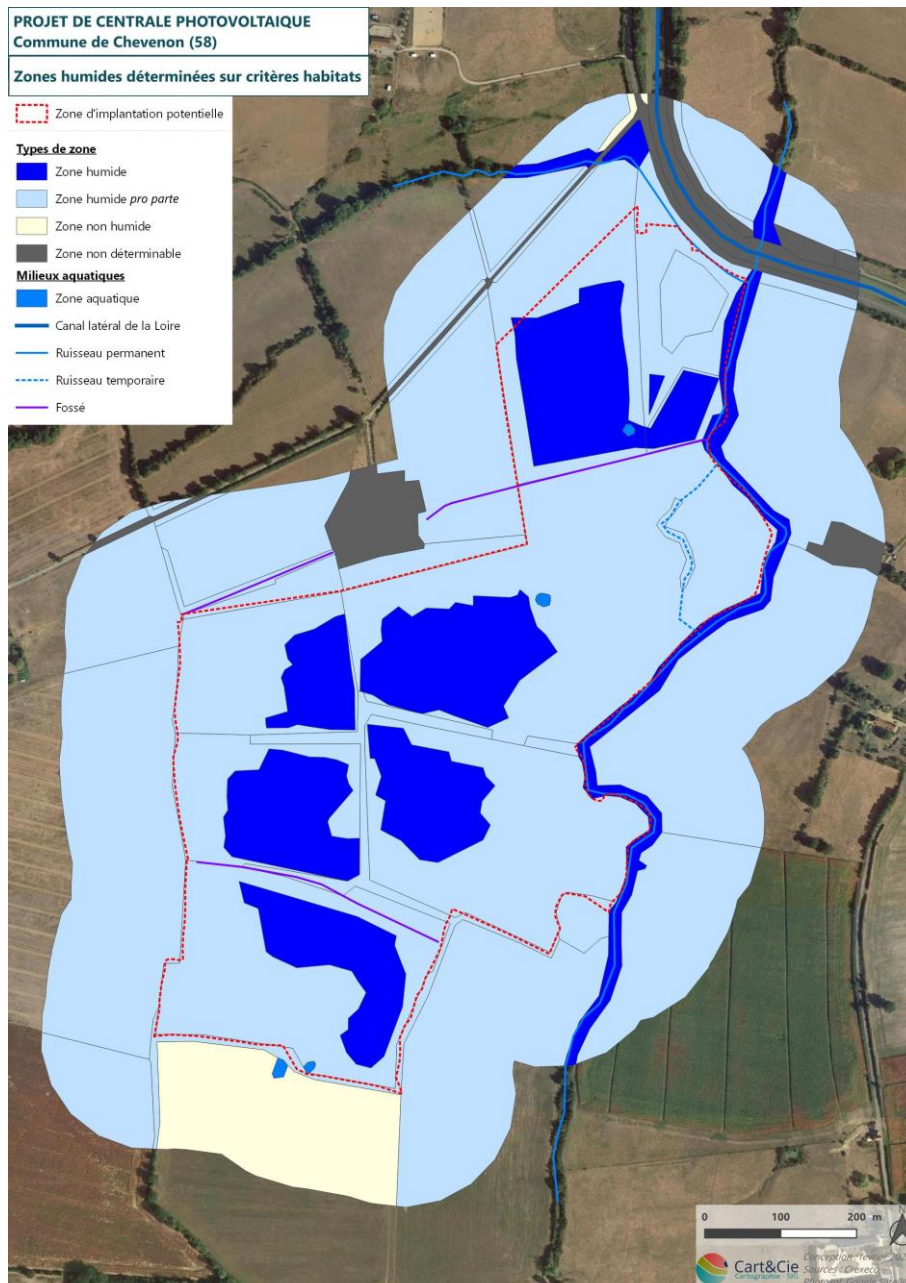 PROJET DE CENTRALE PHOTOVOLTAIQUE
Commune de Chevenon (58)
Zones humides déterminées sur critères habitats
Zone d'implantation potentielle
Types de zone
Zone humide
Zone humide pro parte
Zone non humide
Zone non déterminable
Milieux aquatiques
Zone aquatique
Canal latéral de la Loire
Ruisseau permanent
Ruisseau temporaire
Fossé
0 100 200 m
N
Cart&Cie
Cartographie - SIG
Conception : février
Sources : Crexeco